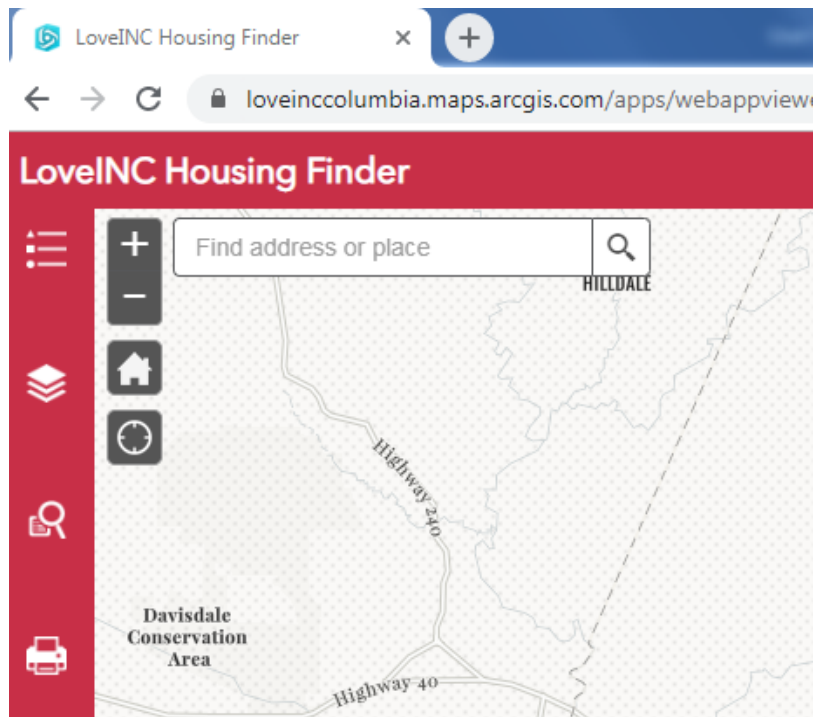 LoveINC Housing Finder
loveinccolumbia.maps.arcgis.com/apps/webappviewe
LoveINC Housing Finder
Find address or place
HILLDALE
Highway 240
Davisdale
Conservation
Area
Highway 40